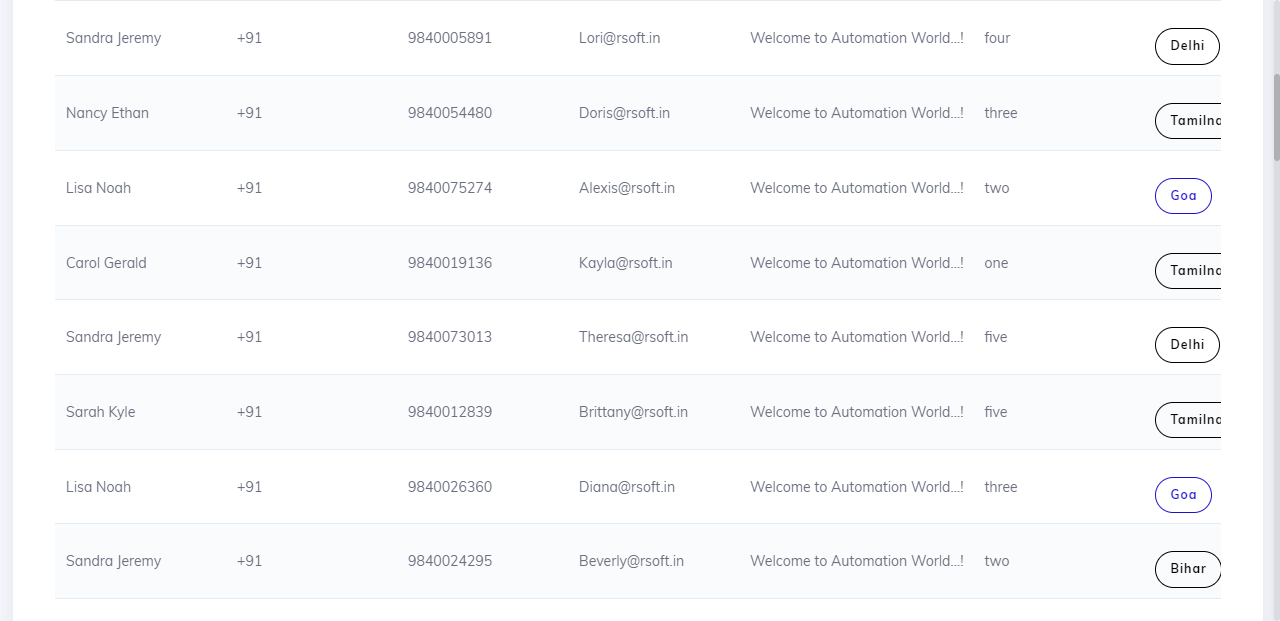 Sandra Jeremy +91 9840005891 Lori@rsoft.in Welcome to Automation World...! four Delhi
Nancy Ethan +91 9840054480 Doris@rsoft.in Welcome to Automation World...! three Tamilna
Lisa Noah +91 9840075274 Alexis@rsoft.in Welcome to Automation World...! two Goa
Carol Gerald +91 9840019136 Kayla@rsoft.in Welcome to Automation World...! one Tamilna
Sandra Jeremy +91 9840073013 Theresa@rsoft.in Welcome to Automation World...! five Delhi
Sarah Kyle +91 9840012839 Brittany@rsoft.in Welcome to Automation World...! five Tamilna
Lisa Noah +91 9840026360 Diana@rsoft.in Welcome to Automation World...! three Goa
Sandra Jeremy +91 9840024295 Beverly@rsoft.in Welcome to Automation World...! two Bihar